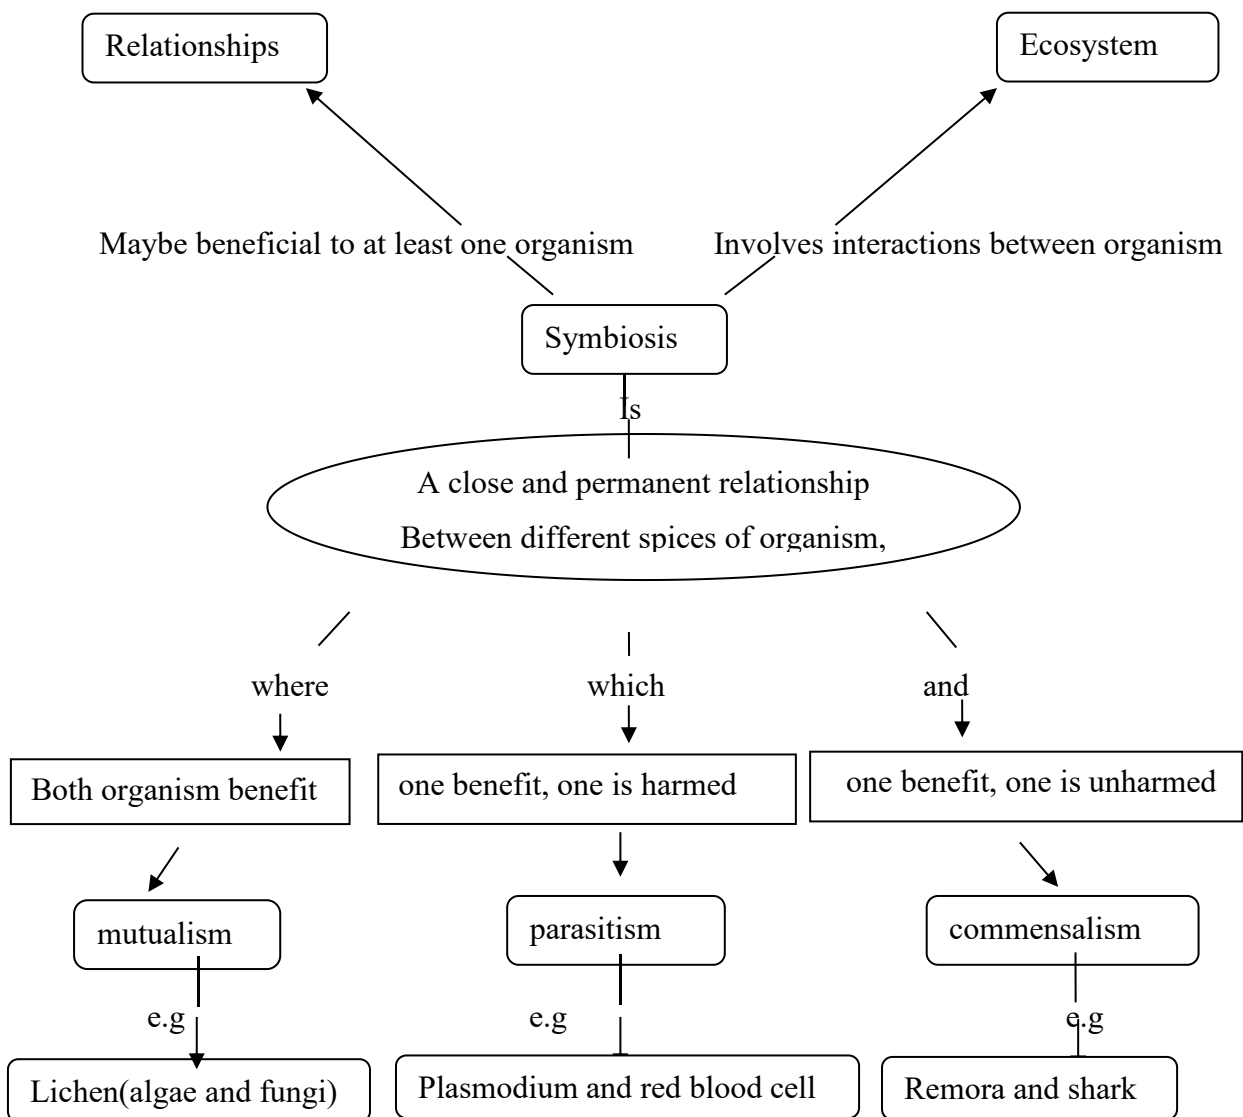 Relationships
Ecosystem
Maybe beneficial to at least one organism
Involves interactions between organism
Symbiosis
Is
A close and permanent relationship
Between different spices of organism,
where
which
and
Both organism benefit
one benefit, one is harmed
one benefit, one is unharmed
mutualism
parasitism
commensalism
e.g
e.g
e.g
Lichen(algae and fungi)
Plasmodium and red blood cell
Remora and shark